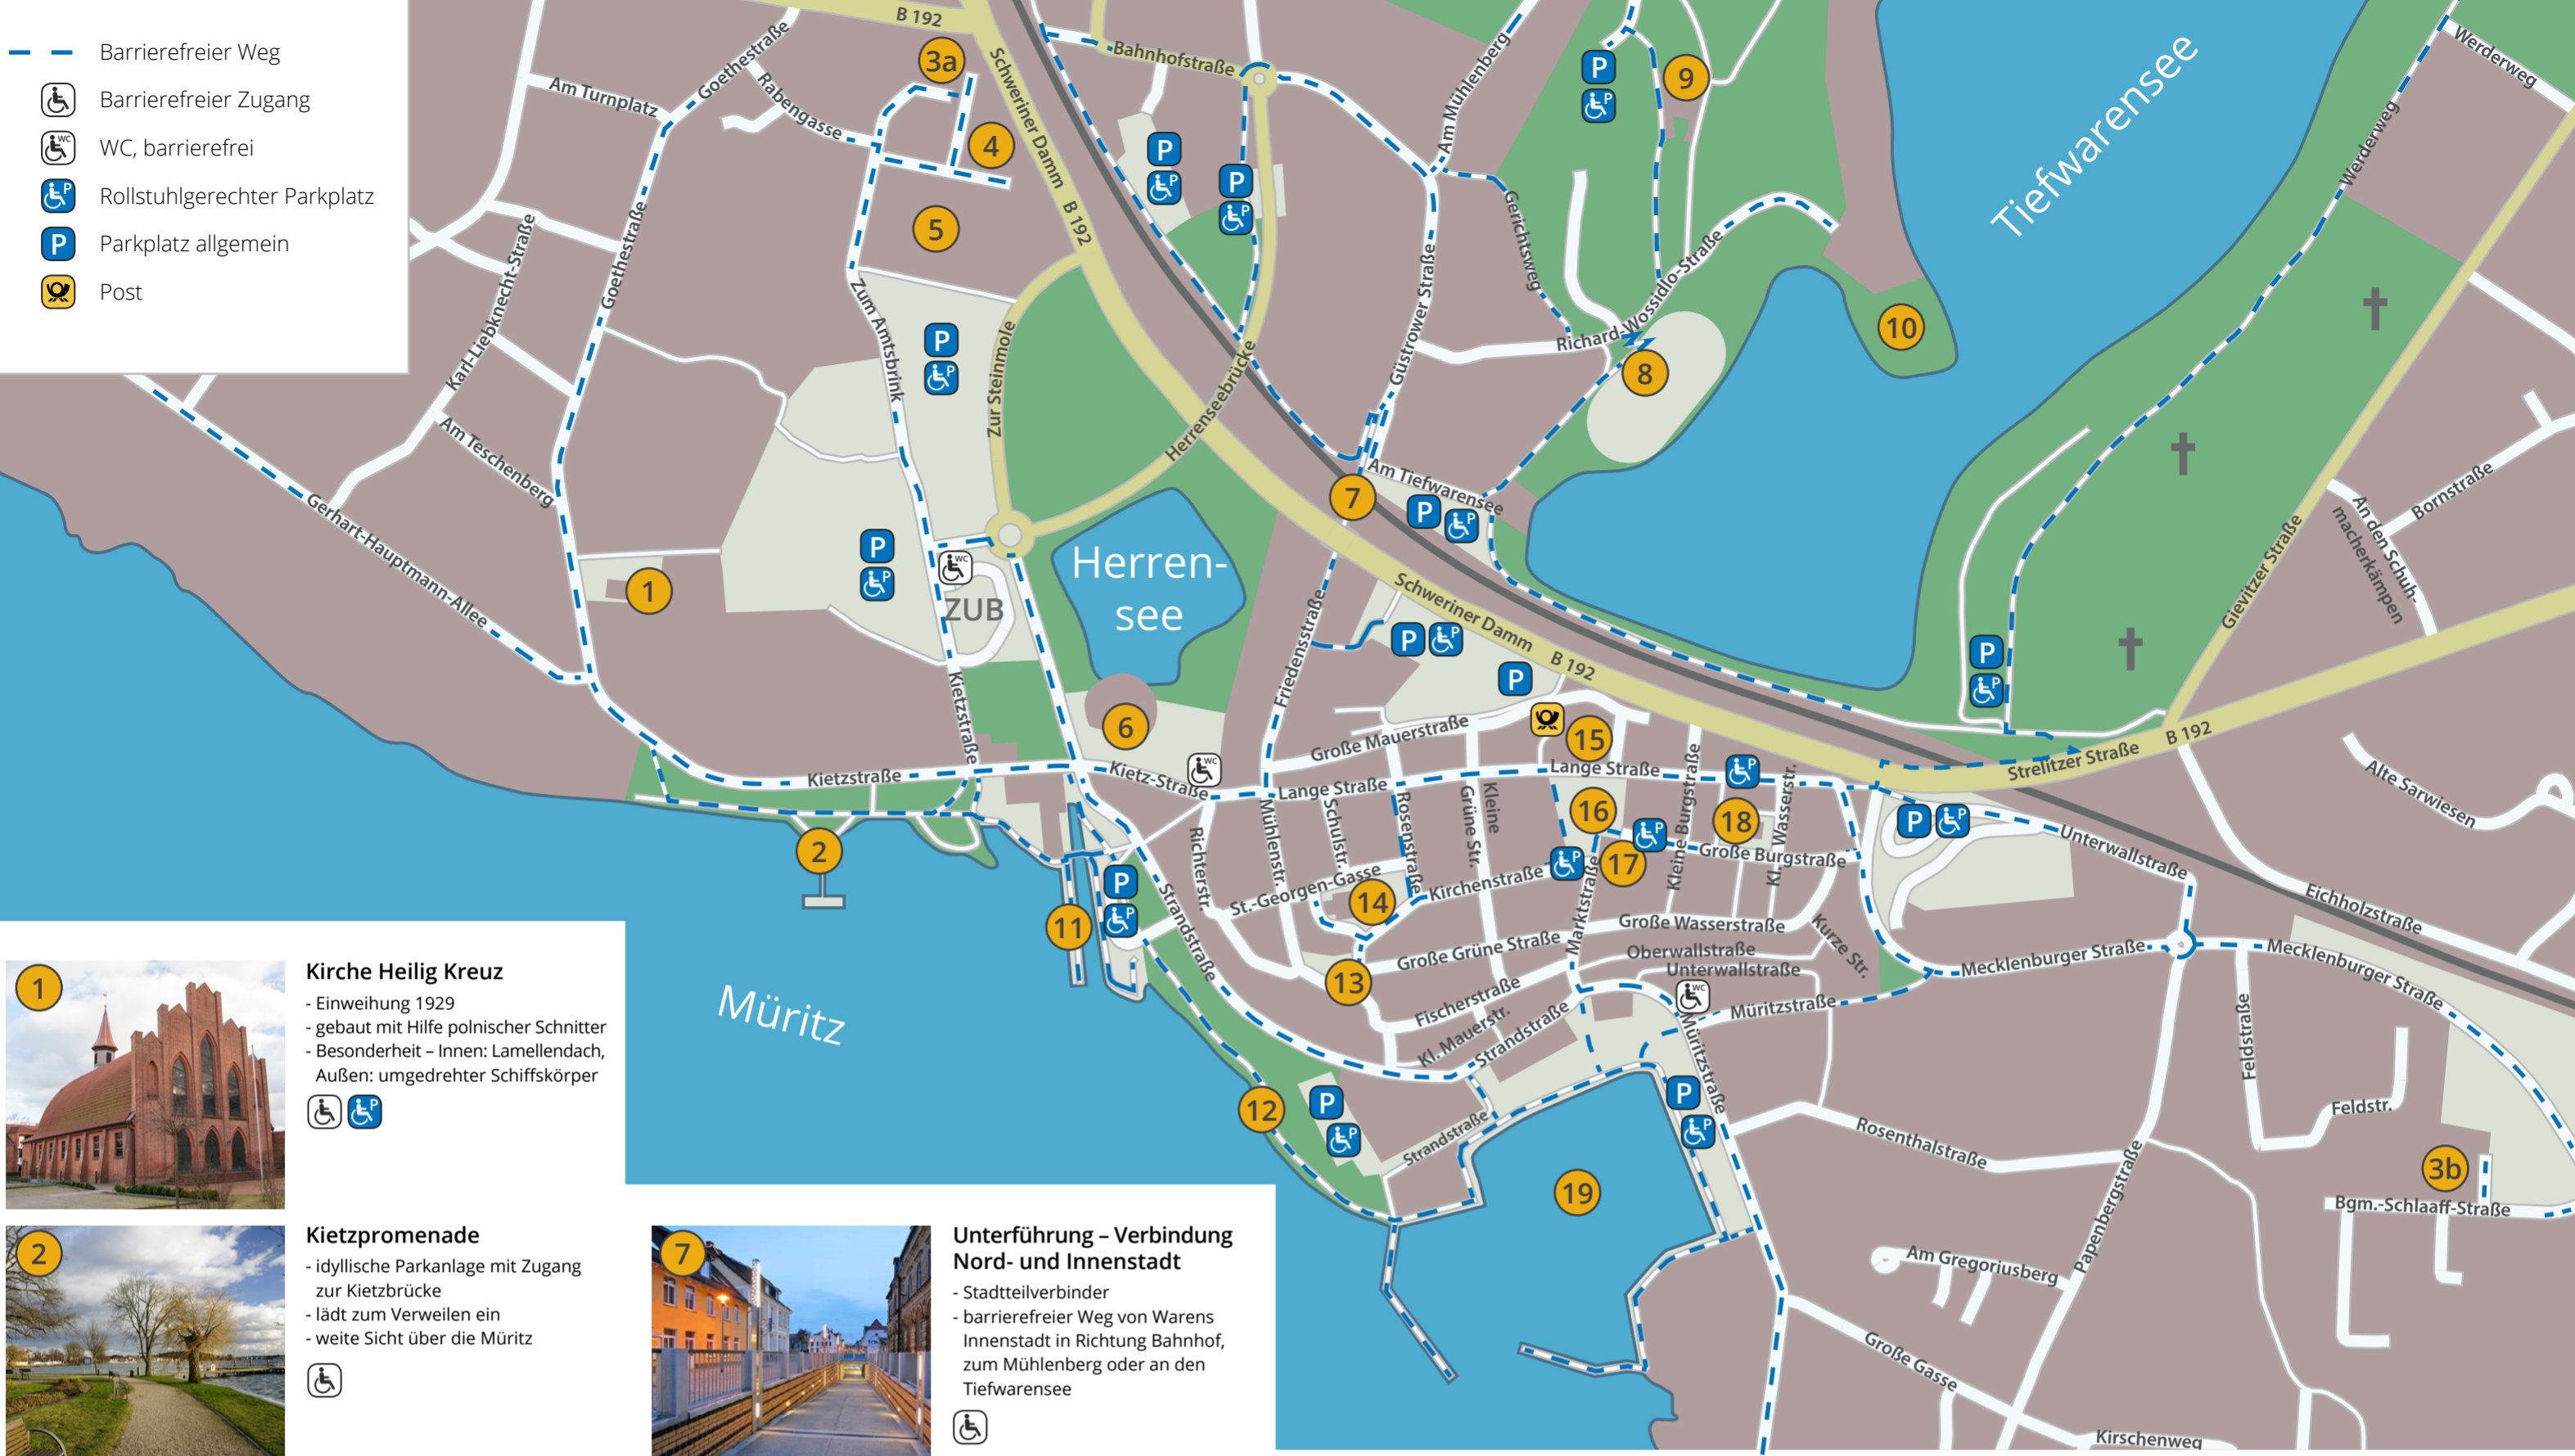 Barrierefreier Weg
Barrierefreier Zugang
WC
WC, barrierefrei
P
Rollstuhlgerechter Parkplatz
P
Parkplatz allgemein
Post
B 192
Am Turnplatz
Goethestraße
Rabengasse
3a
4
5
Schweriner Damm
B 192
Bahnhofstraße
P
P
P
P
Am Mühlenberg
P
P
9
Gerichtsweg
Richard-Wossidlo-Straße
8
10
Tiefwarensee
Werderweg
Werderweg
Karl-Liebknecht-Straße
Goethestraße
Zum Amtsbrink
P
P
Zur Steinmole
Herrenseebrücke
Güstrower Straße
Am Tiefwarensee
7
P
P
Am Teschenberg
Gerhart-Hauptmann-Allee
1
P
P
WC
ZUB
Herren-
see
Friedensstraße
Schweriner Damm
B 192
P
P
P
Gievitzer Straße
An den Schuh-
macherkämpen
Bornstraße
P
P
Strelitzer Straße
B 192
Alte Sarwiesen
Kietzstraße
Kietzstraße
6
WC
Kietz-Straße
Große Mauerstraße
15
Lange Straße
Lange Straße
P
16
17
18
P
P
Mühlenstr.
Schulstr.
Rosenstraße
Kleine
Grüne Str.
Kleine Burgstraße
Kl. Wasserstr.
Große Burgstraße
P
P
Unterwallstraße
Eichholzstraße
2
Richterstr.
St.-Georgen-Gasse
14
Kirchenstraße
Marktstraße
Große Wasserstraße
Kurze Str.
Oberwallstraße
Unterwallstraße
Große Grüne Straße
13
Fischerstraße
Kl. Mauerstr.
Strandstraße
WC
Müritzstraße
Müritzstraße
Mecklenburger Straße
Mecklenburger Straße
Feldstraße
Feldstr.
3b
Bgm.-Schlaaff-Straße
P
P
11
Strandstraße
12
P
P
Strandstraße
P
P
19
Rosenthalstraße
Papenbergstraße
Am Gregoriusberg
Große Gasse
Kirschenweg
Müritz
1
Kirche Heilig Kreuz
- Einweihung 1929
- gebaut mit Hilfe polnischer Schnitter
- Besonderheit – Innen: Lamellendach,
Außen: umgedrehter Schiffskörper
P
2
Kietzpromenade
- idyllische Parkanlage mit Zugang
zur Kietzbrücke
- lädt zum Verweilen ein
- weite Sicht über die Müritz
7
Unterführung – Verbindung
Nord- und Innenstadt
- Stadtteilverbinder
- barrierefreier Weg von Warens
Innenstadt in Richtung Bahnhof,
zum Mühlenberg oder an den
Tiefwarensee